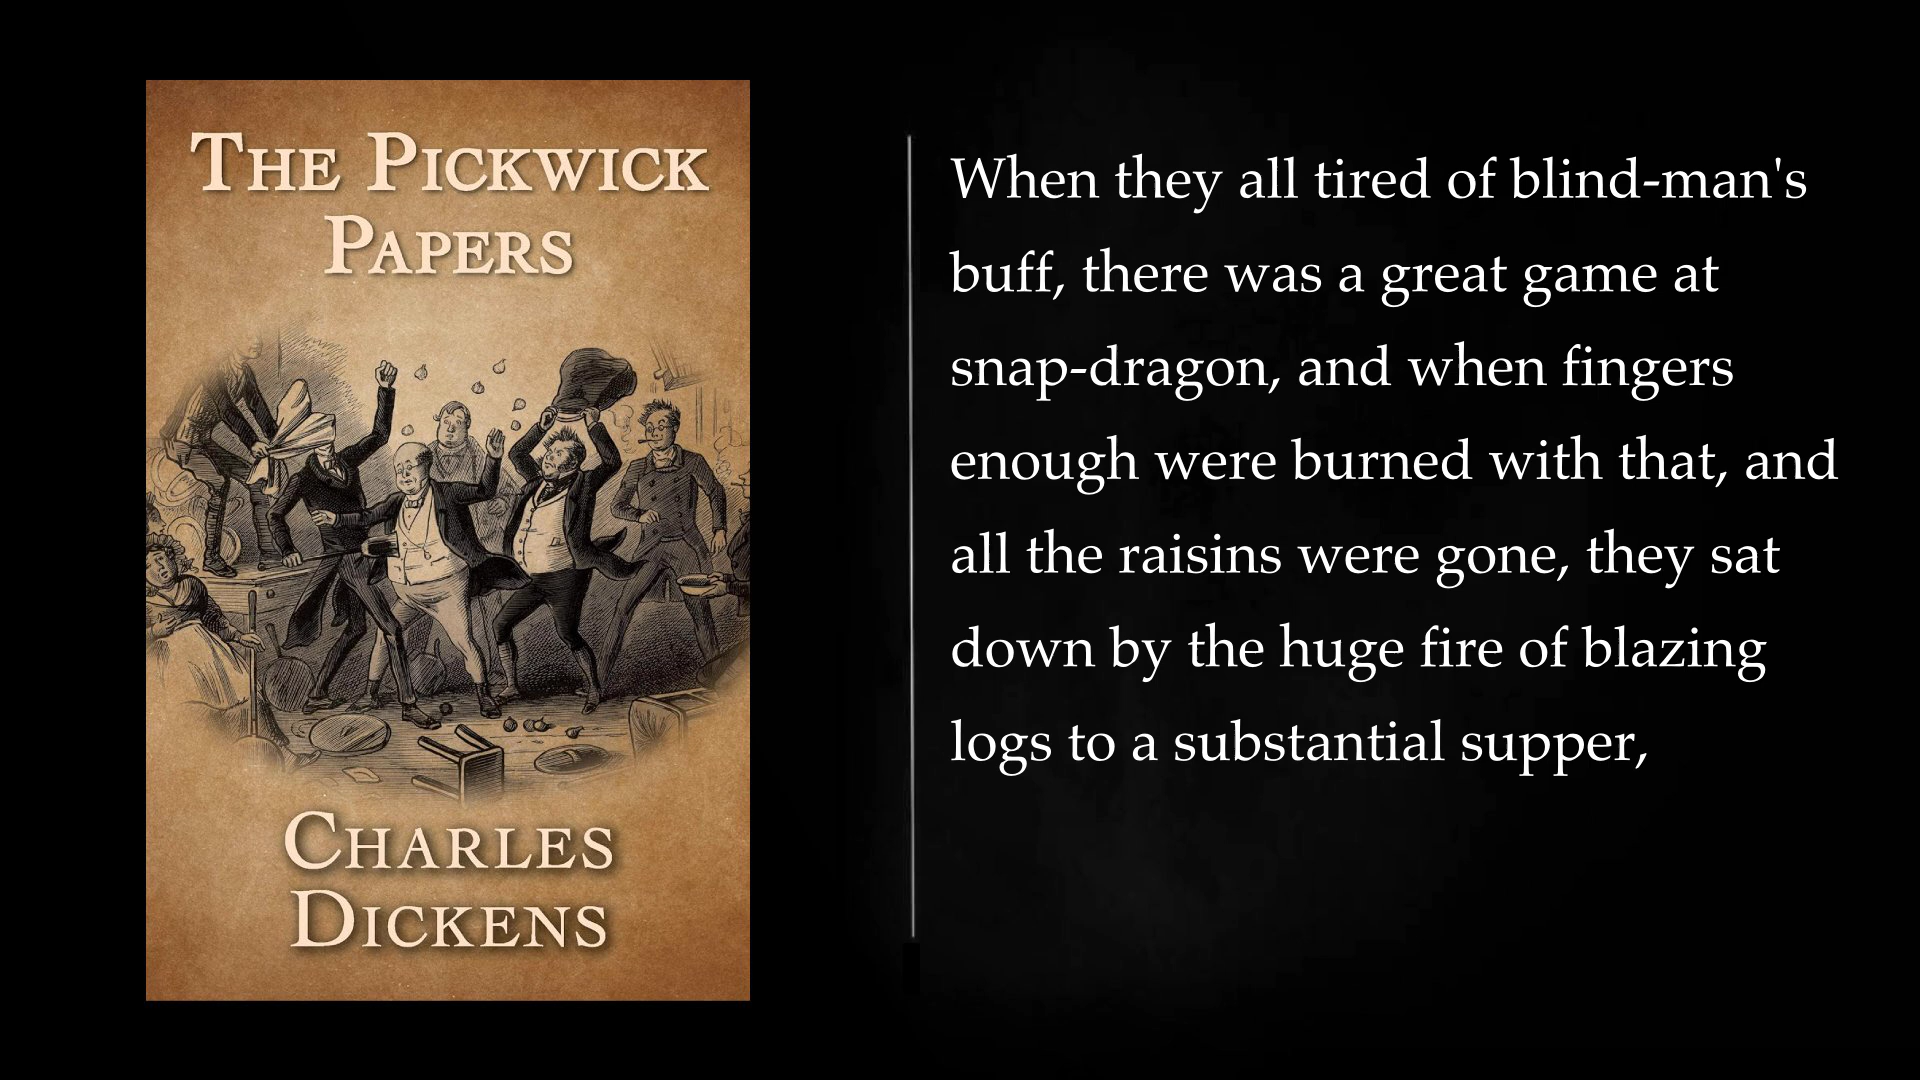 THE PICKWICK
PAPERS
CHARLES
DICKENS
When they all tired of blind-man's
buff, there was a great game at
snap-dragon, and when fingers
enough were burned with that, and
all the raisins were gone, they sat
down by the huge fire of blazing
logs to a substantial supper,